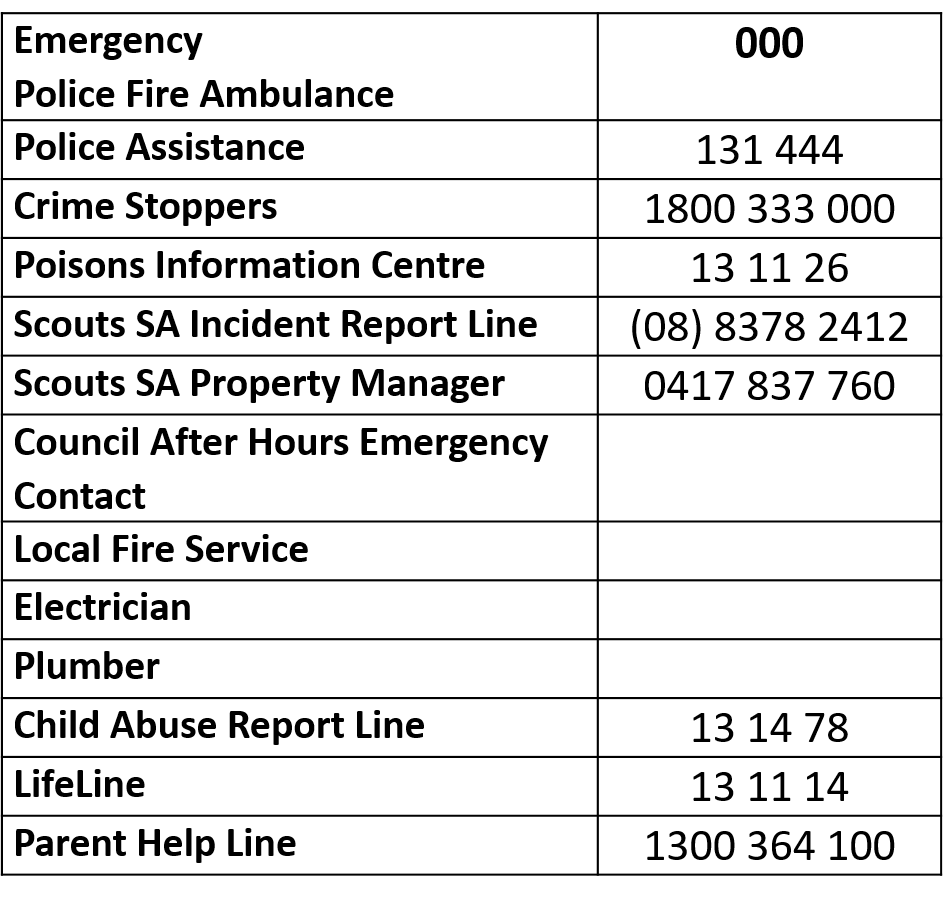 Emergency 000
Police Fire Ambulance
Police Assistance 131 444
Crime Stoppers 1800 333 000
Poisons Information Centre 13 11 26
Scouts SA Incident Report Line (08) 8378 2412
Scouts SA Property Manager 0417 837 760
Council After Hours Emergency
Contact
Local Fire Service
Electrician
Plumber
Child Abuse Report Line 13 14 78
LifeLine 13 11 14
Parent Help Line 1300 364 100